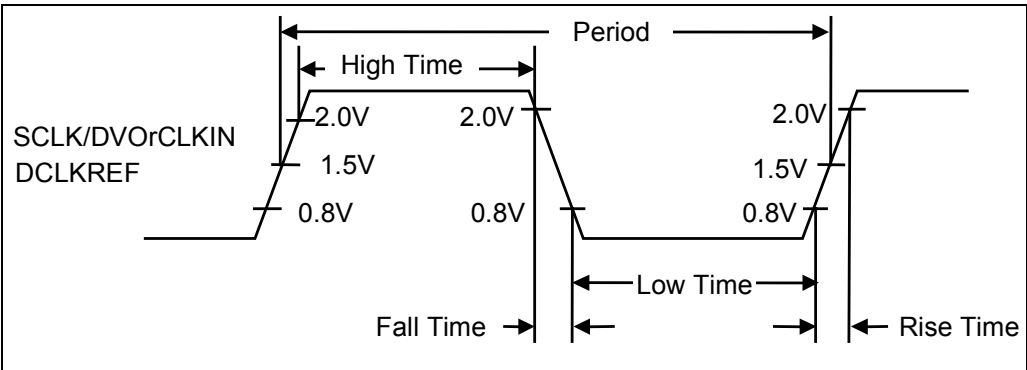 Period
High Time
2.0V
2.0V
2.0V
SCLK/DVOrCLKIN
DCLKREF
1.5V
1.5V
0.8V
0.8V
0.8V
Low Time
Fall Time
Rise Time